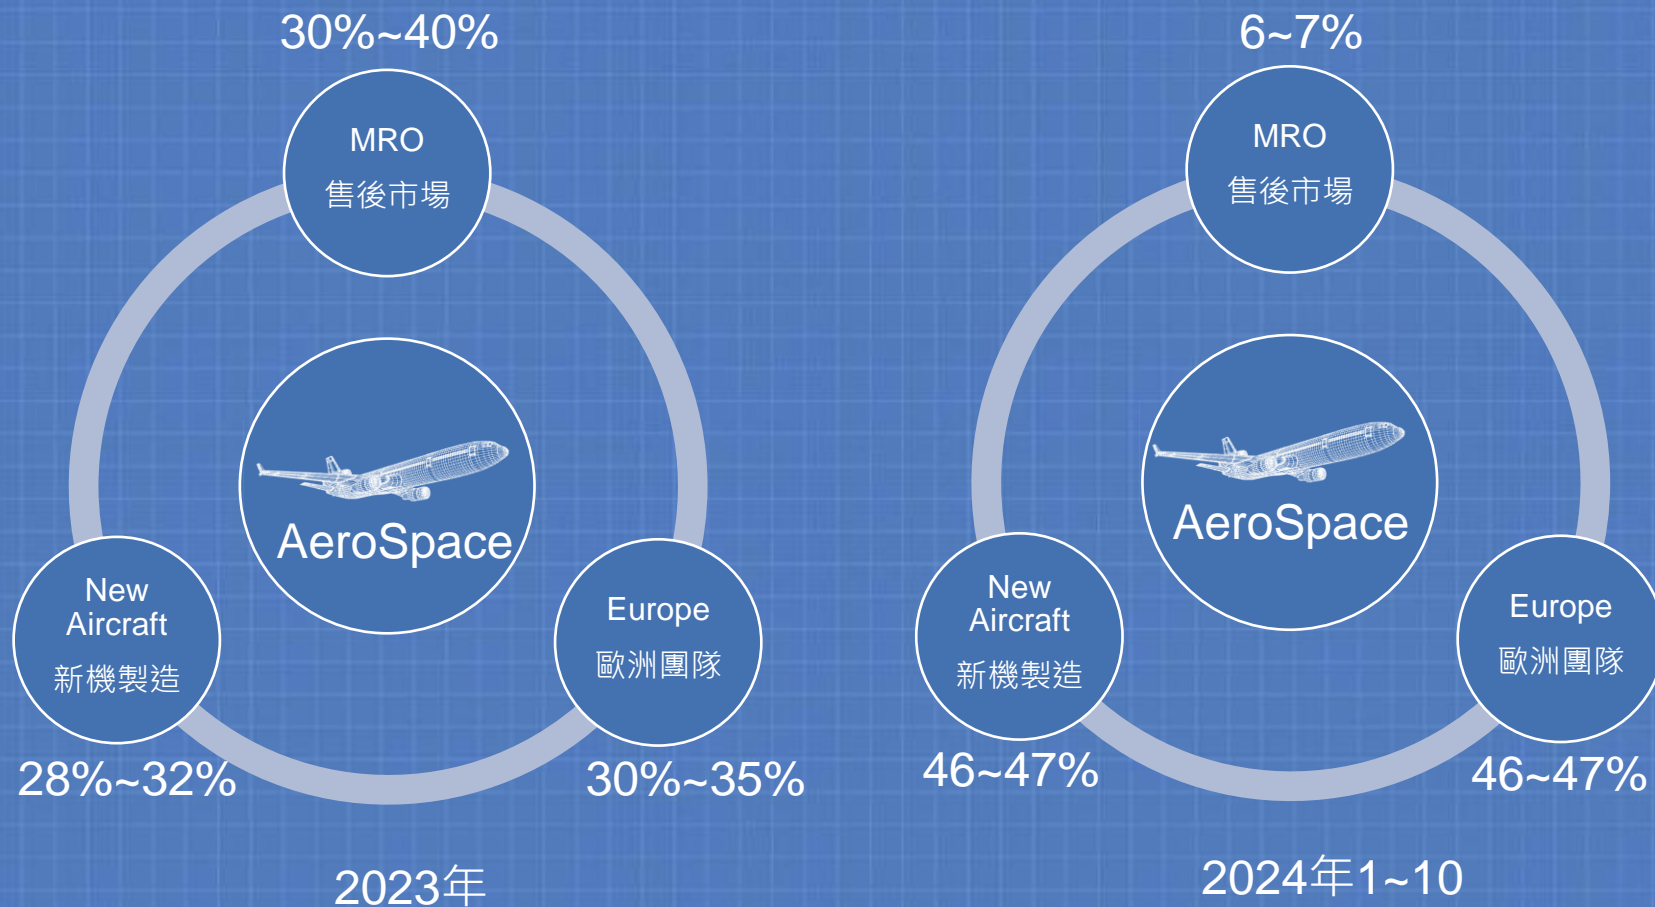 30%~40%
MRO
售後市場
AeroSpace
New
Aircraft
新機製造
28%~32%
Europe
歐洲團隊
30%~35%
2023年
6~7%
MRO
售後市場
AeroSpace
New
Aircraft
新機製造
46~47%
Europe
歐洲團隊
46~47%
2024年1~10